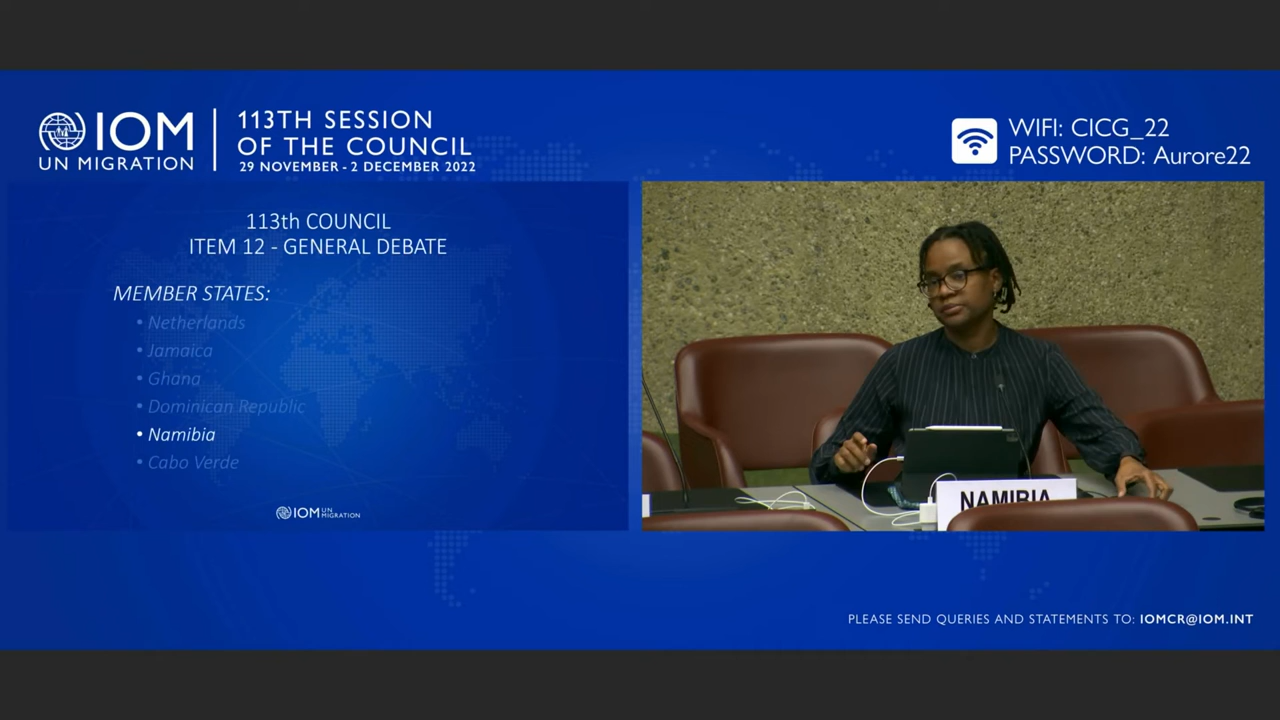 IOM
UN MIGRATION
113TH SESSION
OF THE COUNCIL
29 NOVEMBER - 2 DECEMBER 2022
WIFI: CICG_22
PASSWORD: Aurore22
113th COUNCIL
ITEM 12 - GENERAL DEBATE
MEMBER STATES:
• Netherlands
• Jamaica
• Ghana
• Dominican Republic
• Namibia
• Cabo Verde
IOM UN MIGRATION
NAMIBIA
PLEASE SEND QUERIES AND STATEMENTS TO: IOMCR@IOM.INT